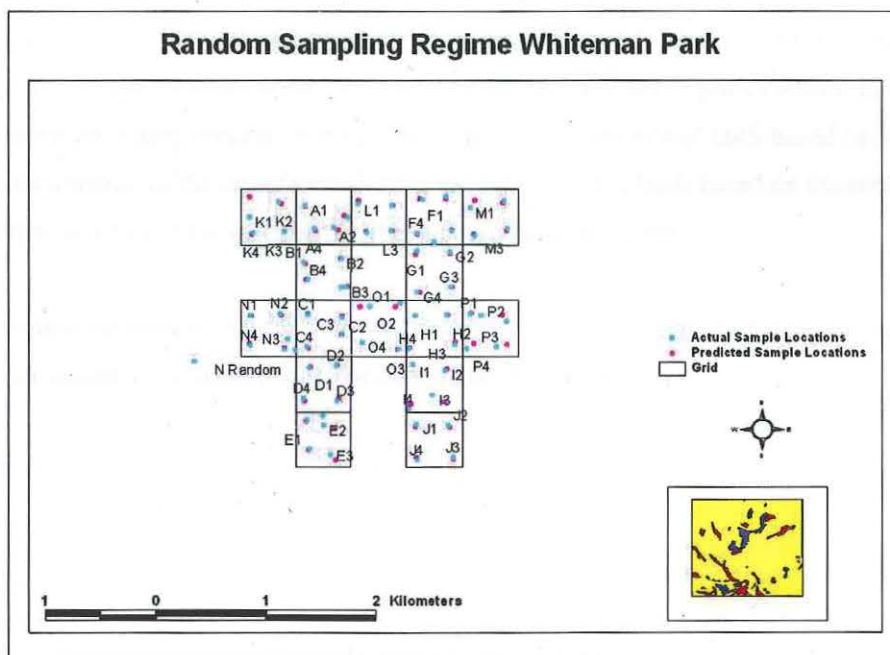 Random Sampling Regime Whiteman Park
K1 K2 A1 L1 F4 F1 M1
K4 K3 B1 A4 A2 L3 G2 M3
B4 B2 G1
B3 O1 G4 G3
N1 N2 C1 P1 P2
N4 N3 C4 C3 C2 O2 H4 H1 H2 P3
D2 O4 H3
N Random O3 I1 I2 P4
D4 D1 D3 I4 I3
E1 E2 J1 J2
E3 J4 J3
Actual Sample Locations
Predicted Sample Locations
Grid
W E
S
1 0 1 2 Kilometers